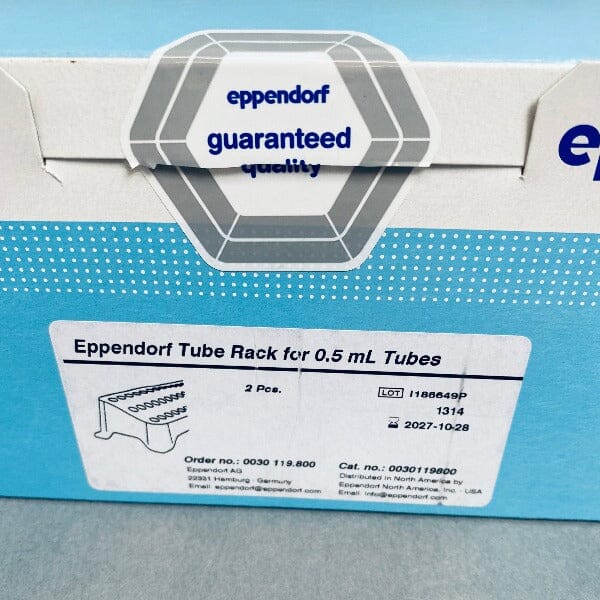 eppendorf
guaranteed
quality
ep
Eppendorf Tube Rack for 0.5 mL Tubes
2 Pcs.
LOT I186649P
1314
2027-10-28
Order no.: 0030 119.800
Eppendorf AG
22331 Hamburg · Germany
Email: eppendorf@eppendorf.com
Cat. no.: 0030119800
Distributed in North America by
Eppendorf North America, Inc. · USA
Email: info@eppendorf.com